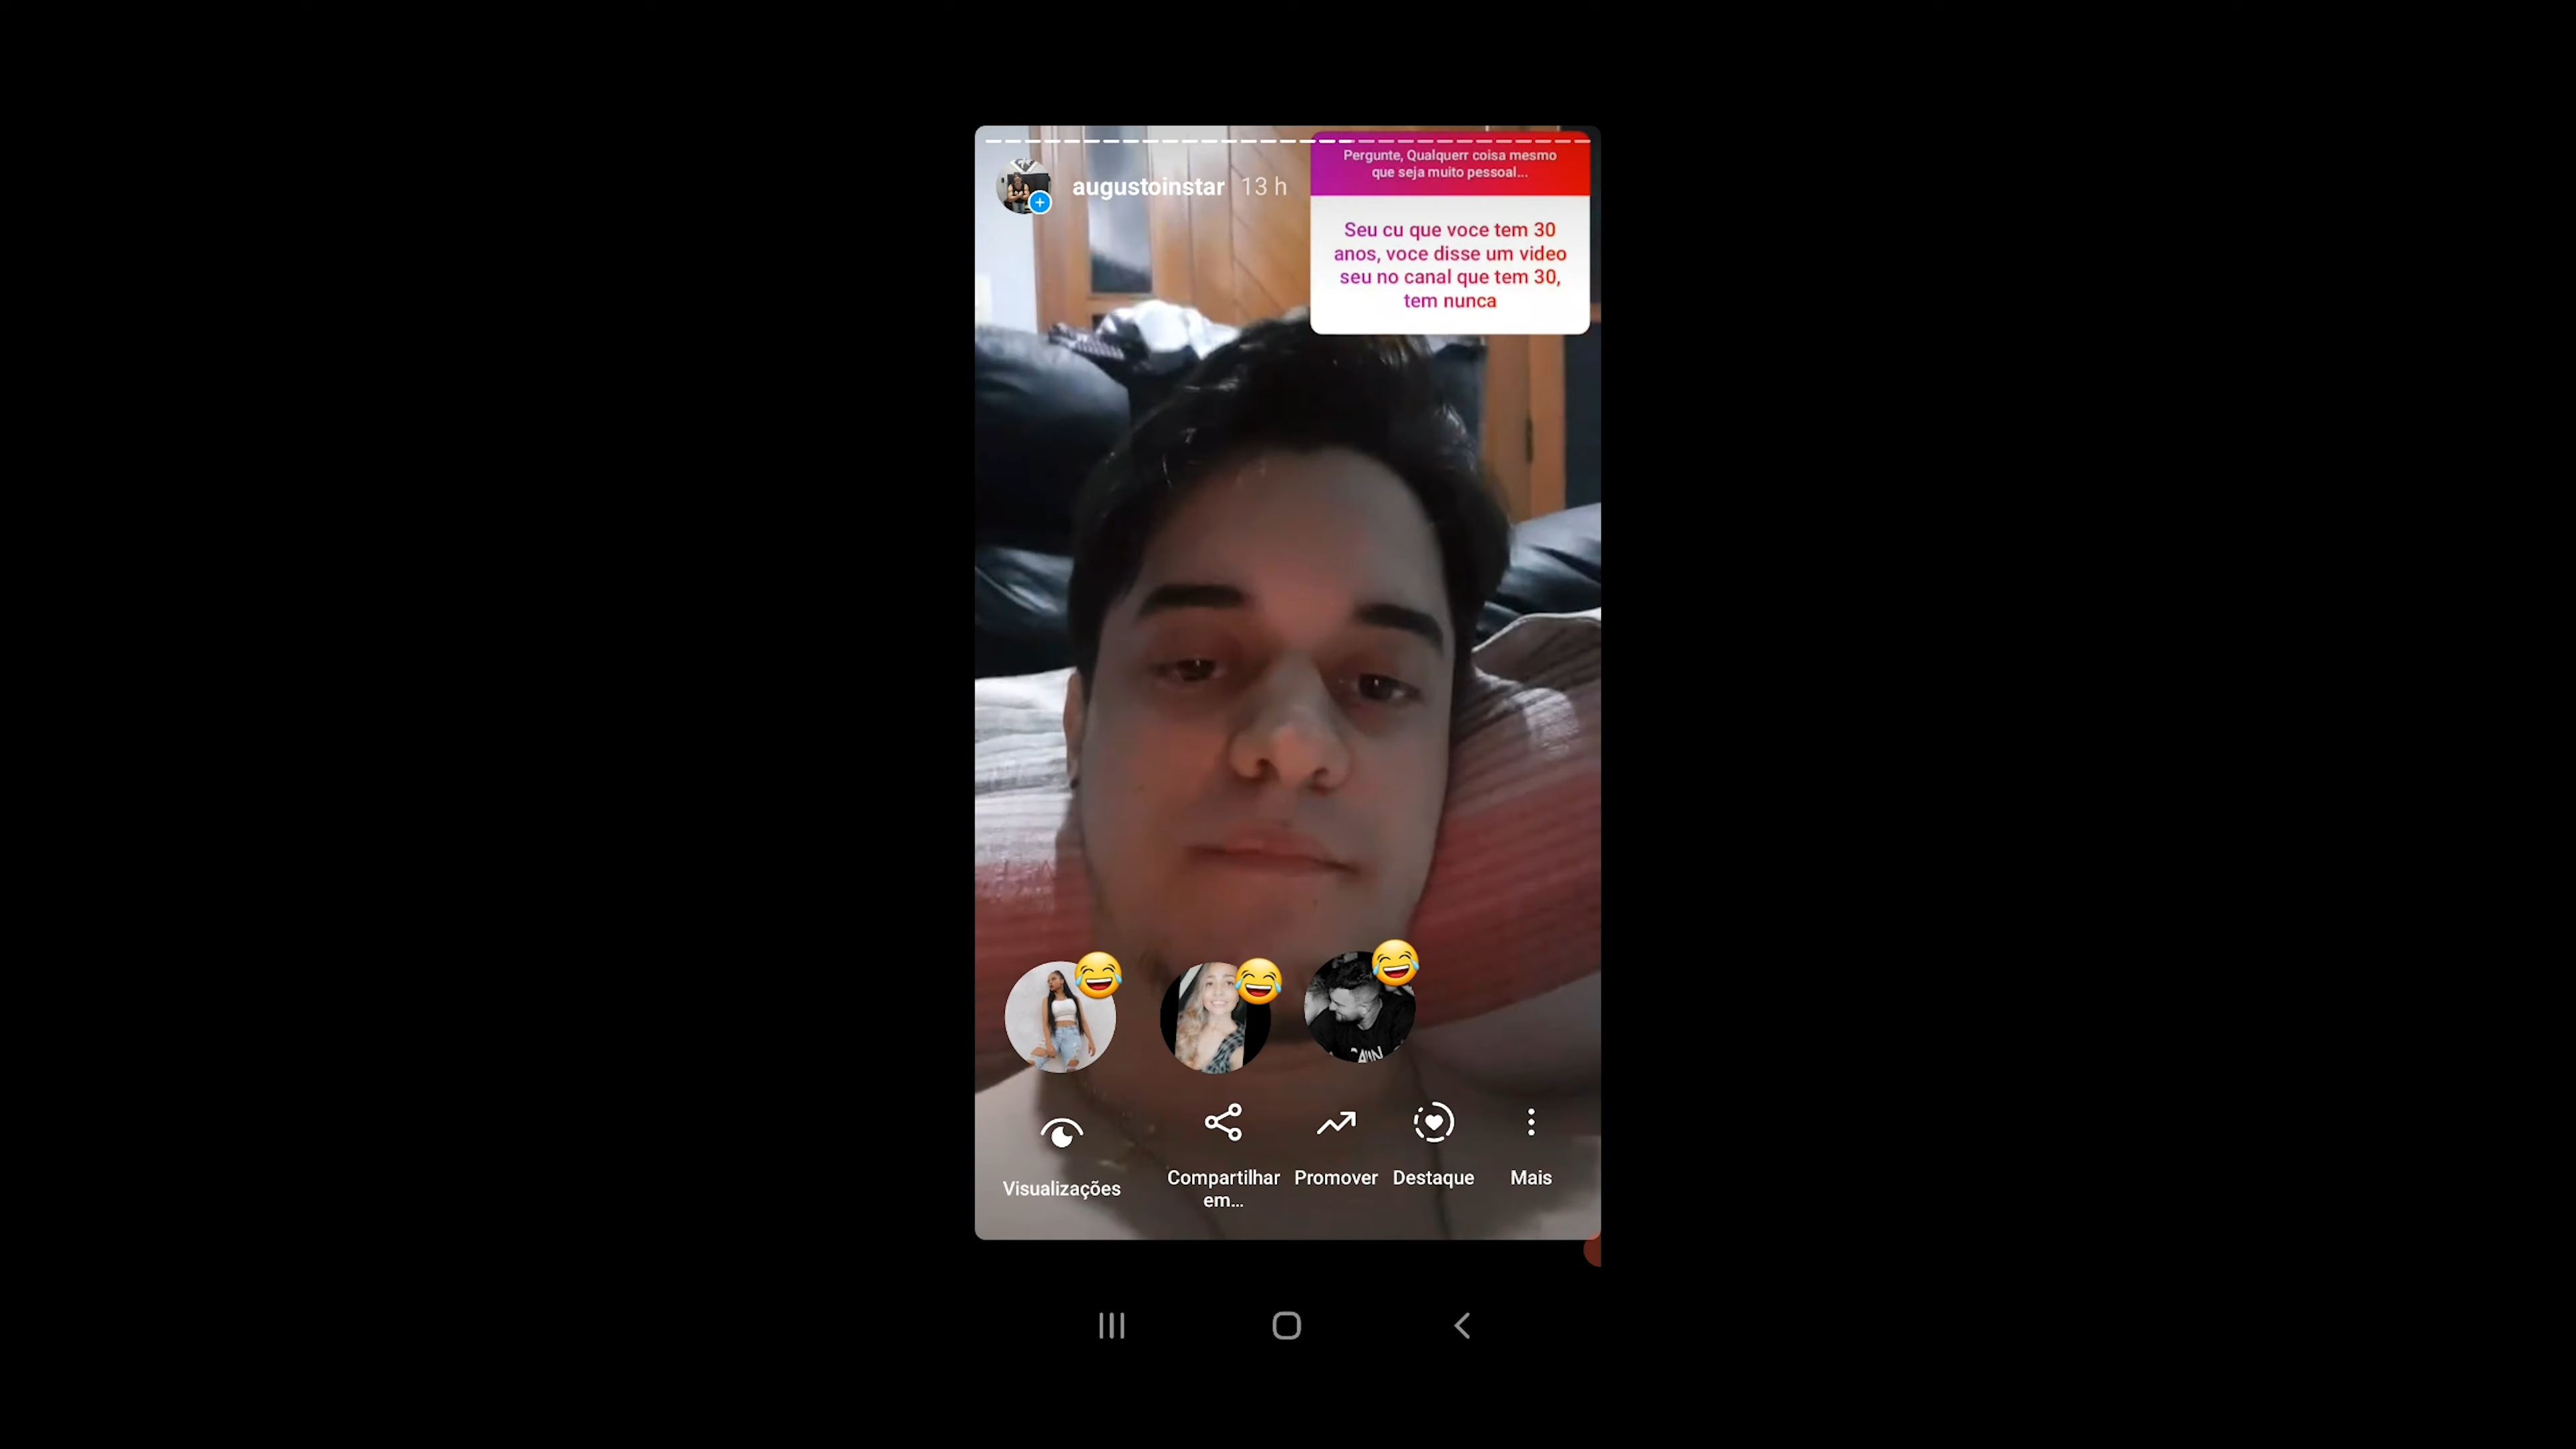 Pergunte, Qualquerr coisa mesmo
que seja muito pessoal...
augustoinstar 13 h
Seu cu que voce tem 30
anos, voce disse um video
seu no canal que tem 30,
tem nunca
Visualizações
Compartilhar
em...
Promover
Destaque
Mais